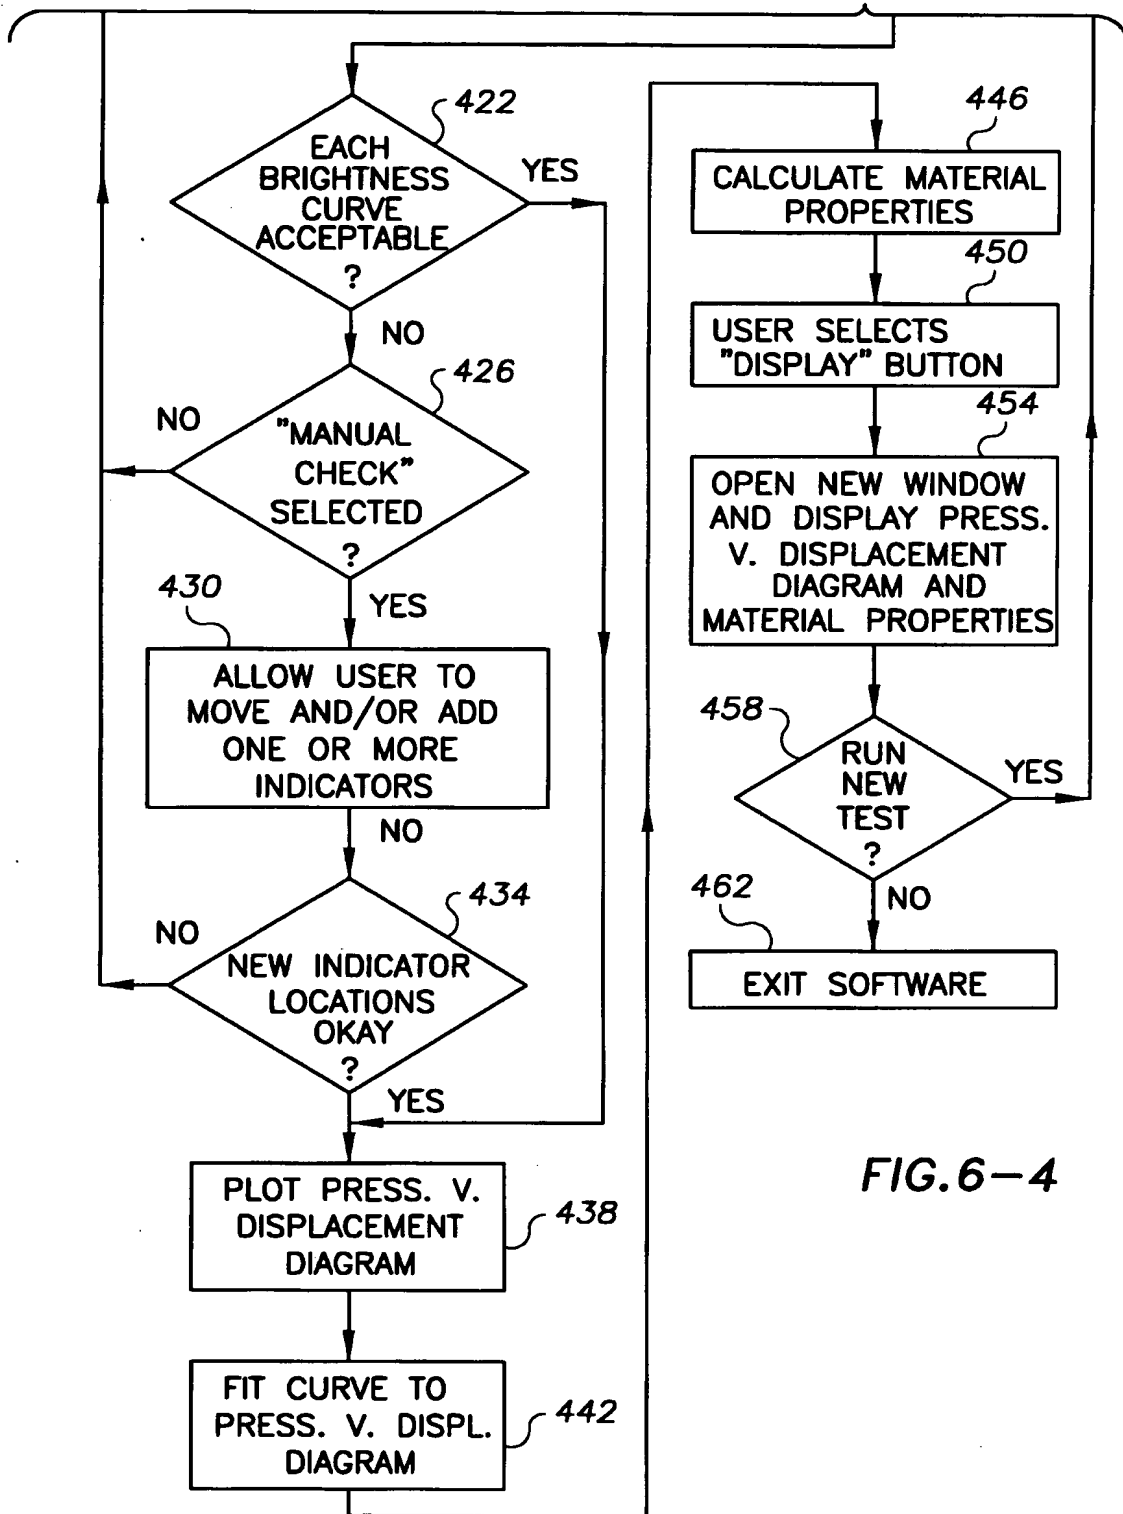 422
EACH
BRIGHTNESS
CURVE
ACCEPTABLE
?
YES
NO
426
"MANUAL
CHECK"
SELECTED
?
NO
YES
430
ALLOW USER TO
MOVE AND/OR ADD
ONE OR MORE
INDICATORS
NO
434
NEW INDICATOR
LOCATIONS
OKAY
?
NO
YES
PLOT PRESS. V.
DISPLACEMENT
DIAGRAM
438
FIT CURVE TO
PRESS. V. DISPL.
DIAGRAM
442
446
CALCULATE MATERIAL
PROPERTIES
450
USER SELECTS
"DISPLAY" BUTTON
454
OPEN NEW WINDOW
AND DISPLAY PRESS.
V. DISPLACEMENT
DIAGRAM AND
MATERIAL PROPERTIES
458
RUN
NEW
TEST
?
YES
NO
462
EXIT SOFTWARE
FIG.6-4